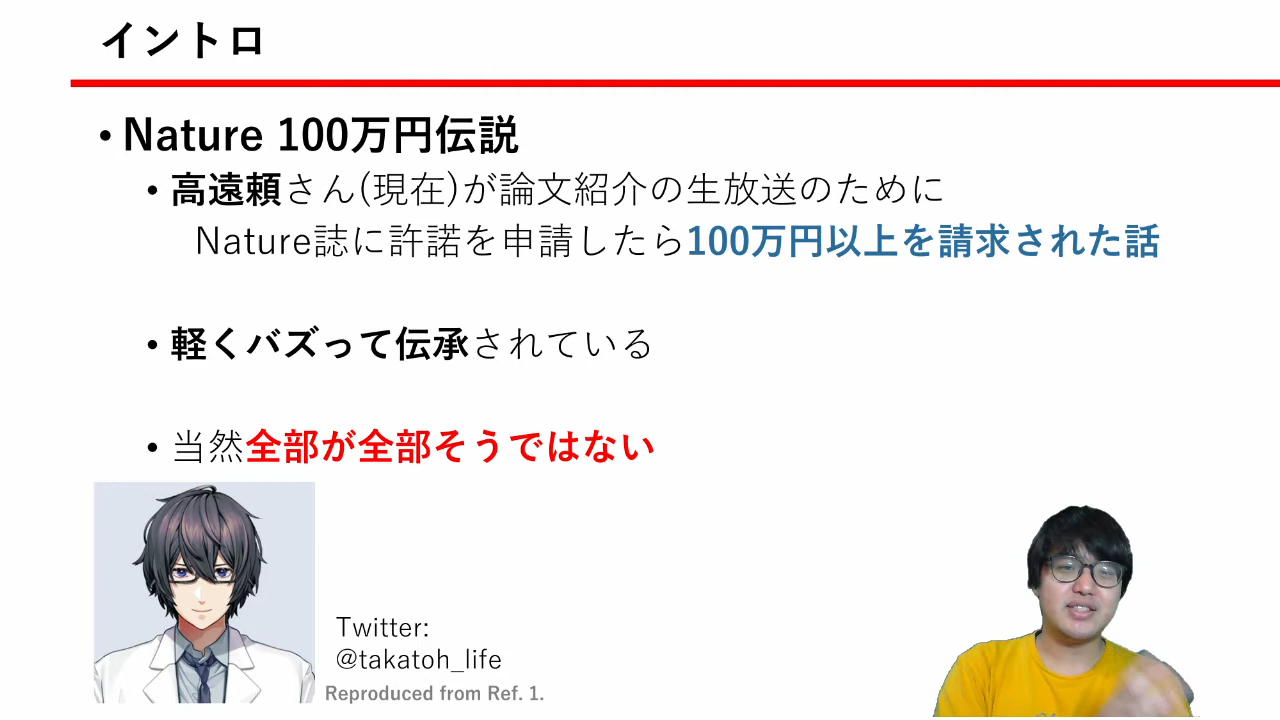 イントロ
• Nature 100万円伝説
• 高遠頼さん(現在)が論文紹介の生放送のために
Nature誌に許諾を申請したら100万円以上を請求された話
• 軽くバズって伝承されている
• 当然全部が全部そうではない
Twitter:
@takatoh_life
Reproduced from Ref. 1.